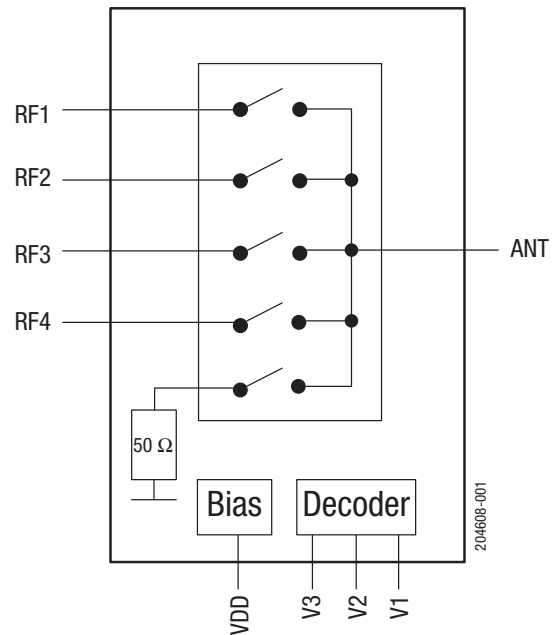 RF1
RF2
RF3
ANT
RF4
50 Ω
Bias
Decoder
204608-001
VDD
V3
V2
V1